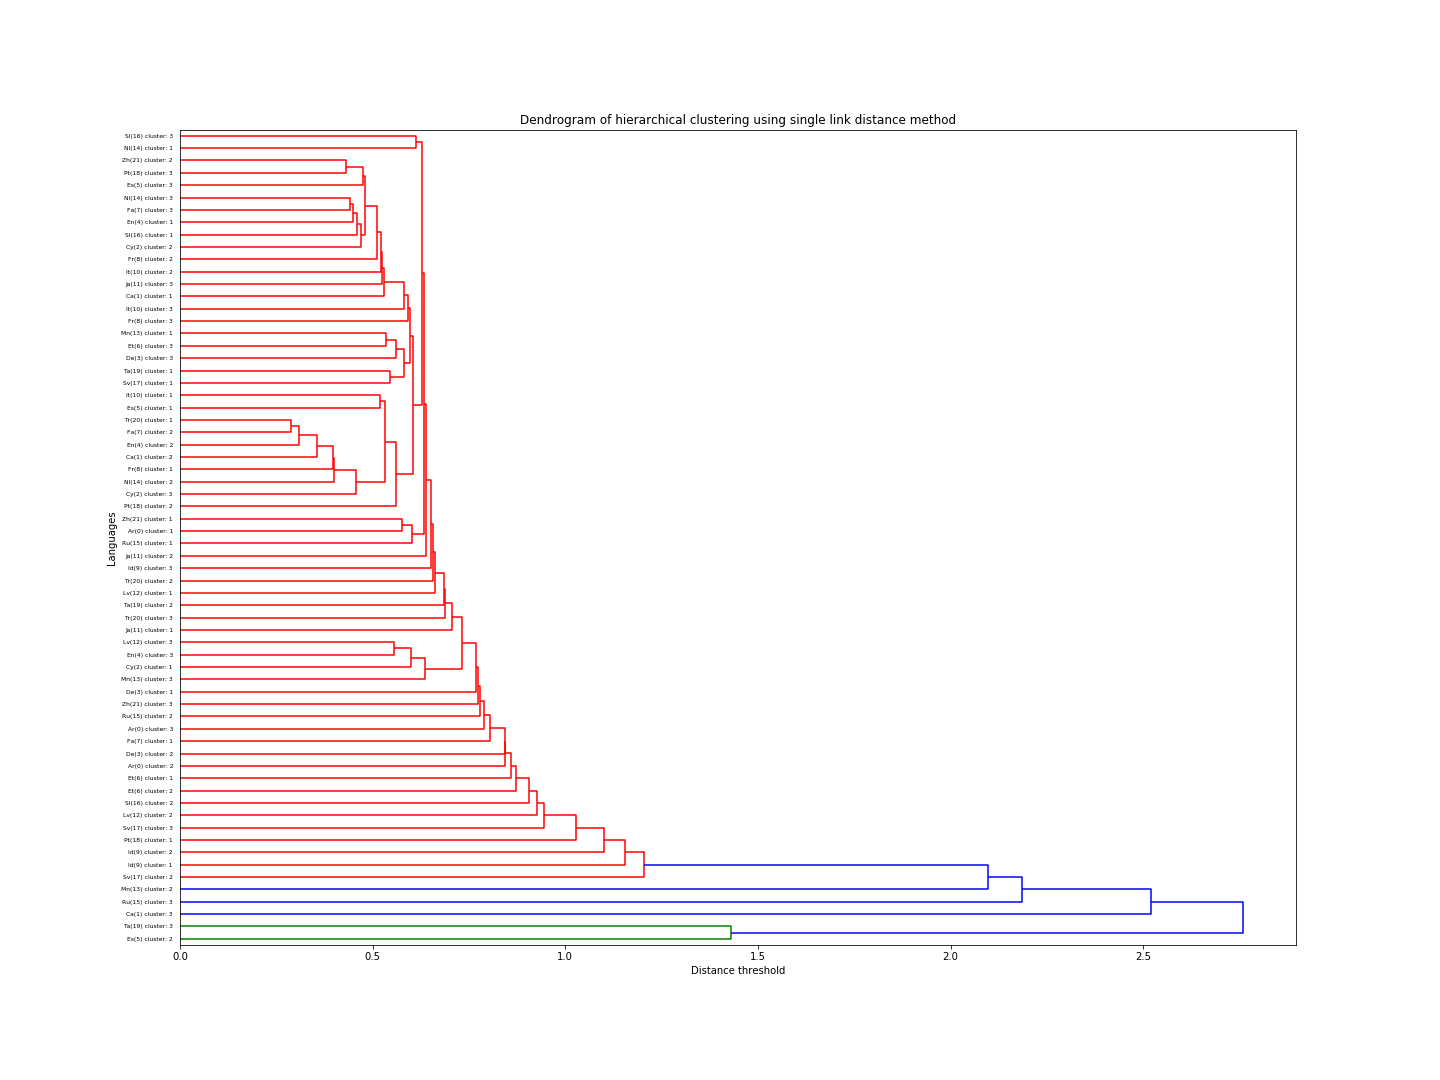 Dendrogram of hierarchical clustering using single link distance method
Sl(16) cluster: 3
Nl(14) cluster: 1
Zh(21) cluster: 2
Pt(18) cluster: 3
Es(5) cluster: 3
Nl(14) cluster: 3
Fa(7) cluster: 3
En(4) cluster: 1
Sl(16) cluster: 1
Cy(2) cluster: 2
Fr(8) cluster: 2
It(10) cluster: 2
Ja(11) cluster: 3
Ca(1) cluster: 1
It(10) cluster: 3
Fr(8) cluster: 3
Mn(13) cluster: 1
Et(6) cluster: 3
De(3) cluster: 3
Ta(19) cluster: 1
Sv(17) cluster: 1
It(10) cluster: 1
Es(5) cluster: 1
Tr(20) cluster: 1
Fa(7) cluster: 2
En(4) cluster: 2
Ca(1) cluster: 2
Fr(8) cluster: 1
Nl(14) cluster: 2
Cy(2) cluster: 3
Pt(18) cluster: 2
Zh(21) cluster: 1
Ar(0) cluster: 1
Ru(15) cluster: 1
Ja(11) cluster: 2
Id(9) cluster: 3
Tr(20) cluster: 2
Lv(12) cluster: 1
Ta(19) cluster: 2
Tr(20) cluster: 3
Ja(11) cluster: 1
Lv(12) cluster: 3
En(4) cluster: 3
Cy(2) cluster: 1
Mn(13) cluster: 3
De(3) cluster: 1
Zh(21) cluster: 3
Ru(15) cluster: 2
Ar(0) cluster: 3
Fa(7) cluster: 1
De(3) cluster: 2
Ar(0) cluster: 2
Et(6) cluster: 1
Et(6) cluster: 2
Sl(16) cluster: 2
Lv(12) cluster: 2
Sv(17) cluster: 3
Pt(18) cluster: 1
Id(9) cluster: 2
Id(9) cluster: 1
Sv(17) cluster: 2
Mn(13) cluster: 2
Ru(15) cluster: 3
Ca(1) cluster: 3
Ta(19) cluster: 3
Es(5) cluster: 2
Languages
0.0 0.5 1.0 1.5 2.0 2.5
Distance threshold